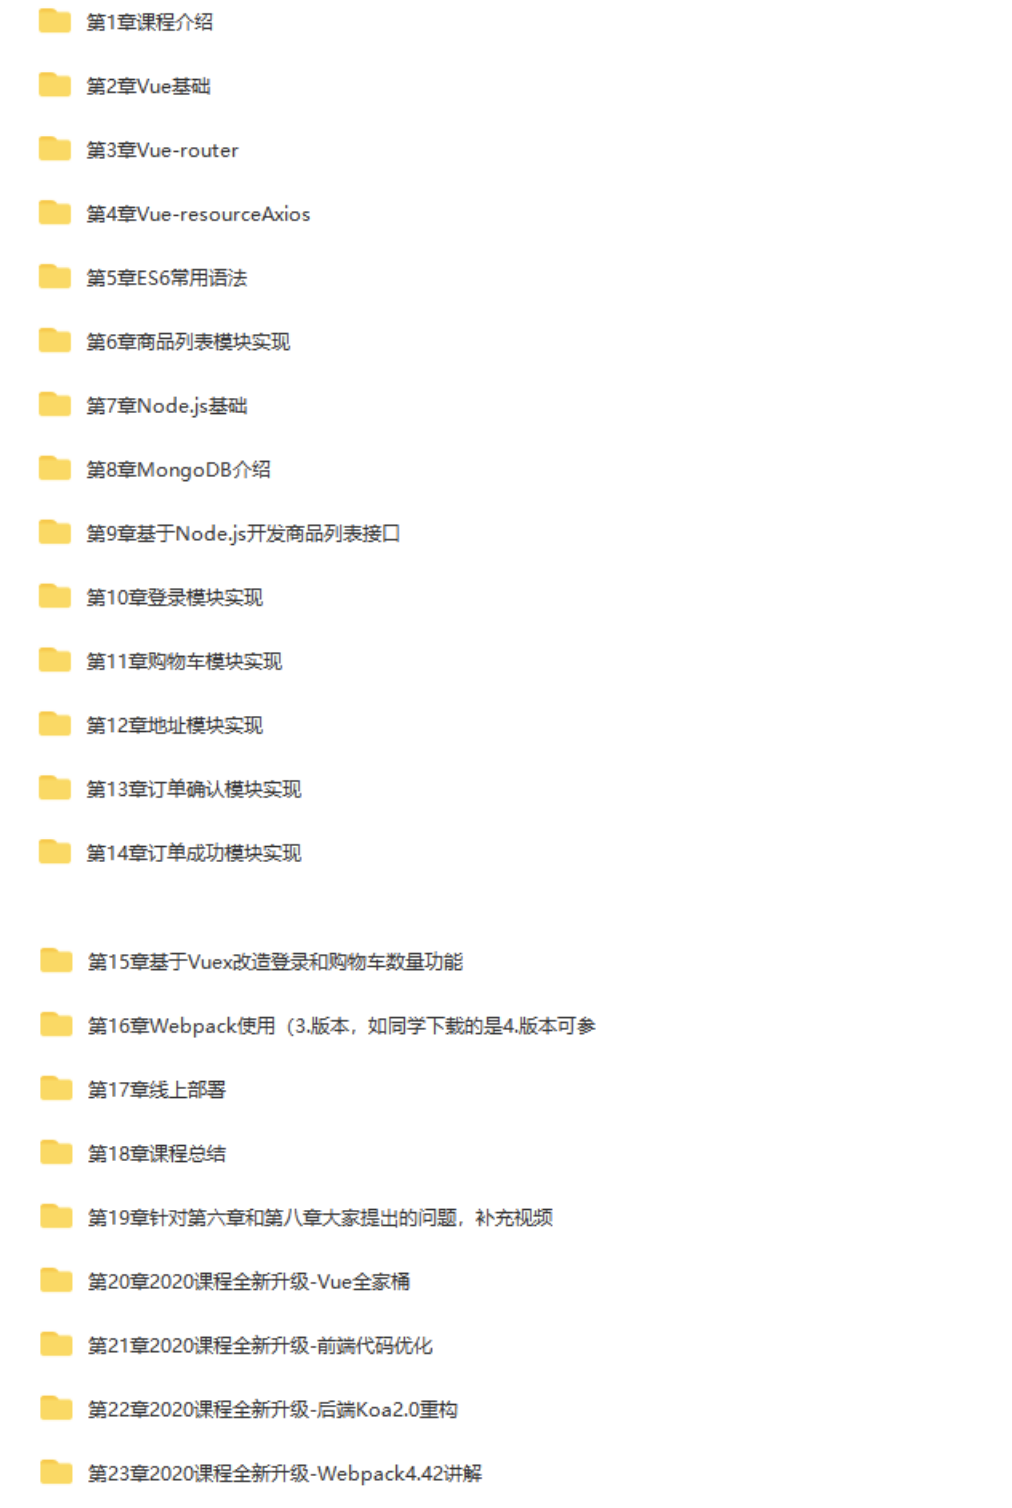 第1章课程介绍
第2章Vue基础
第3章Vue-router
第4章Vue-resourceAxios
第5章ES6常用语法
第6章商品列表模块实现
第7章Node.js基础
第8章MongoDB介绍
第9章基于Node.js开发商品列表接口
第10章登录模块实现
第11章购物车模块实现
第12章地址模块实现
第13章订单确认模块实现
第14章订单成功模块实现
第15章基于Vuex改造登录和购物车数量功能
第16章Webpack使用（3.版本，如同学下载的是4.版本可参
第17章线上部署
第18章课程总结
第19章针对第六章和第八章大家提出的问题，补充视频
第20章2020课程全新升级-Vue全家桶
第21章2020课程全新升级-前端代码优化
第22章2020课程全新升级-后端Koa2.0重构
第23章2020课程全新升级-Webpack4.42讲解